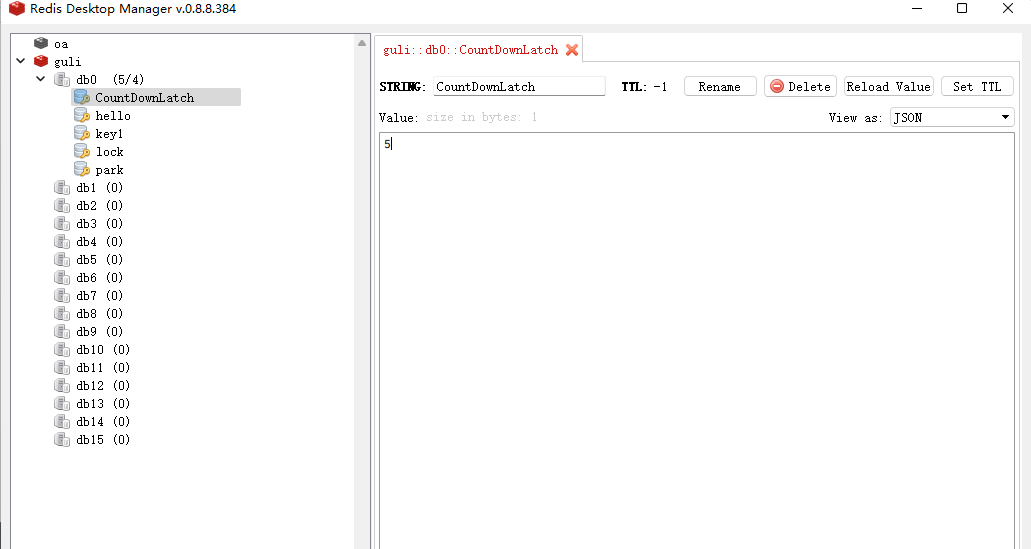 Redis Desktop Manager v.0.8.8.384
oa
guli
db0 (5/4)
CountDownLatch
hello
key1
lock
park
db1 (0)
db2 (0)
db3 (0)
db4 (0)
db5 (0)
db6 (0)
db7 (0)
db8 (0)
db9 (0)
db10 (0)
db11 (0)
db12 (0)
db13 (0)
db14 (0)
db15 (0)
guli::db0::CountDownLatch
STRING: CountDownLatch TTL: -1 Rename Delete Reload Value Set TTL
Value: size in bytes: 1 View as: JSON
5